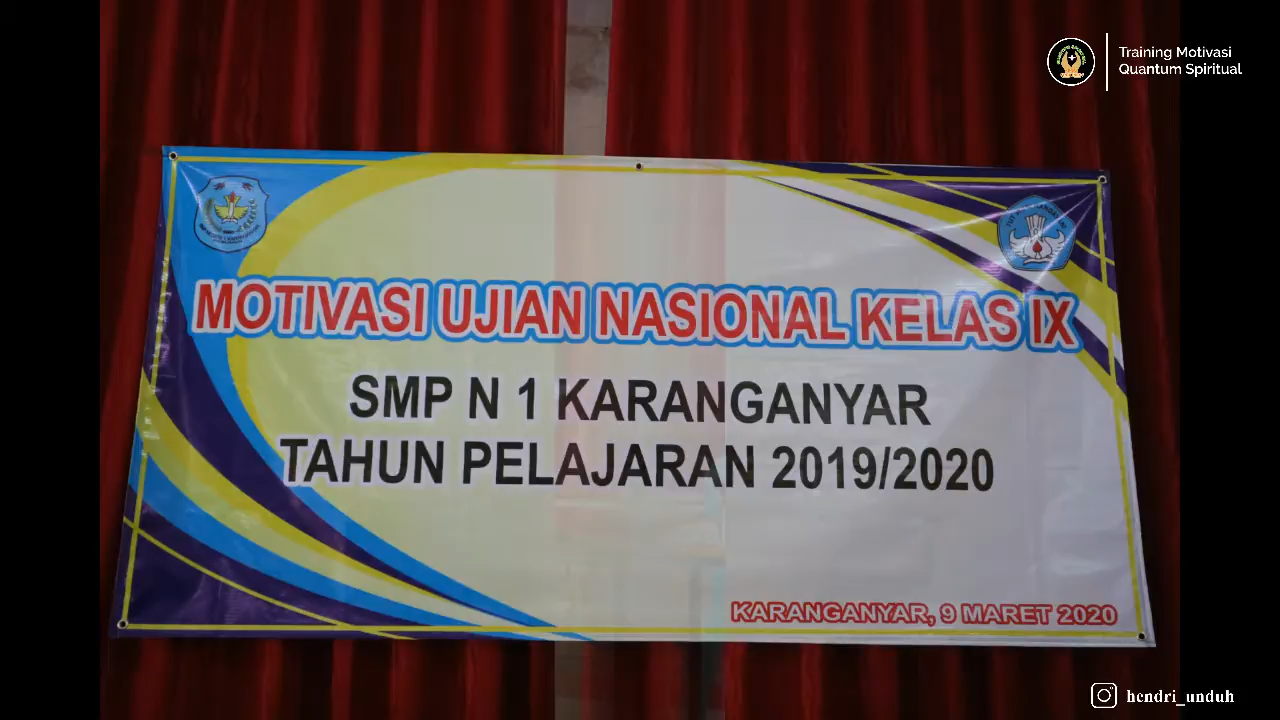 Training Motivasi
Quantum Spiritual
MOTIVASI UJIAN NASIONAL KELAS IX
SMP N 1 KARANGANYAR
TAHUN PELAJARAN 2019/2020
KARANGANYAR, 9 MARET 2020
hendri_unduh